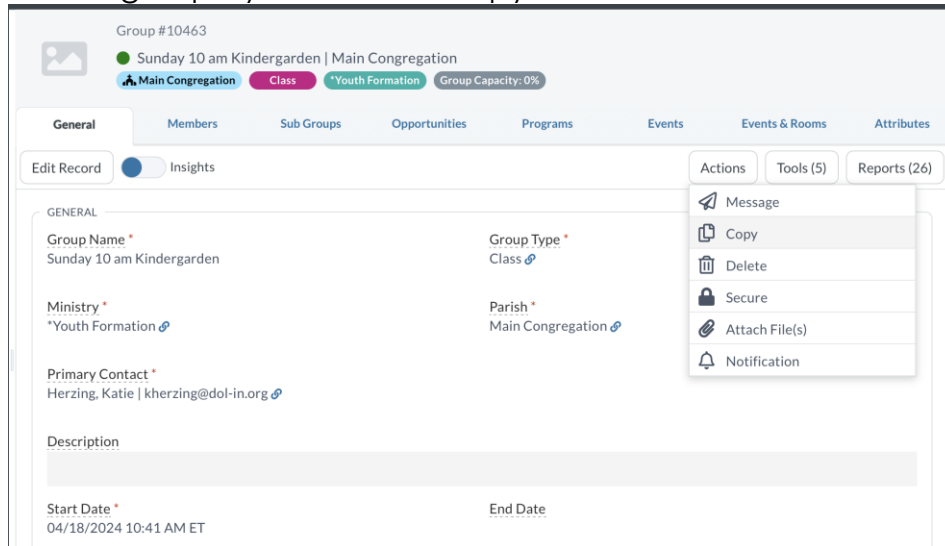 Group #10463
Sunday 10 am Kindergarden | Main Congregation
Main Congregation Class *Youth Formation Group Capacity: 0%
General Members Sub Groups Opportunities Programs Events Events & Rooms Attributes
Edit Record Insights Actions Tools (5) Reports (26)
Message
Copy
Delete
Secure
Attach File(s)
Notification
GENERAL
Group Name * Group Type *
Sunday 10 am Kindergarden Class
Ministry * Parish *
*Youth Formation Main Congregation
Primary Contact *
Herzing, Katie | kherzing@dol-in.org
Description
Start Date * End Date
04/18/2024 10:41 AM ET